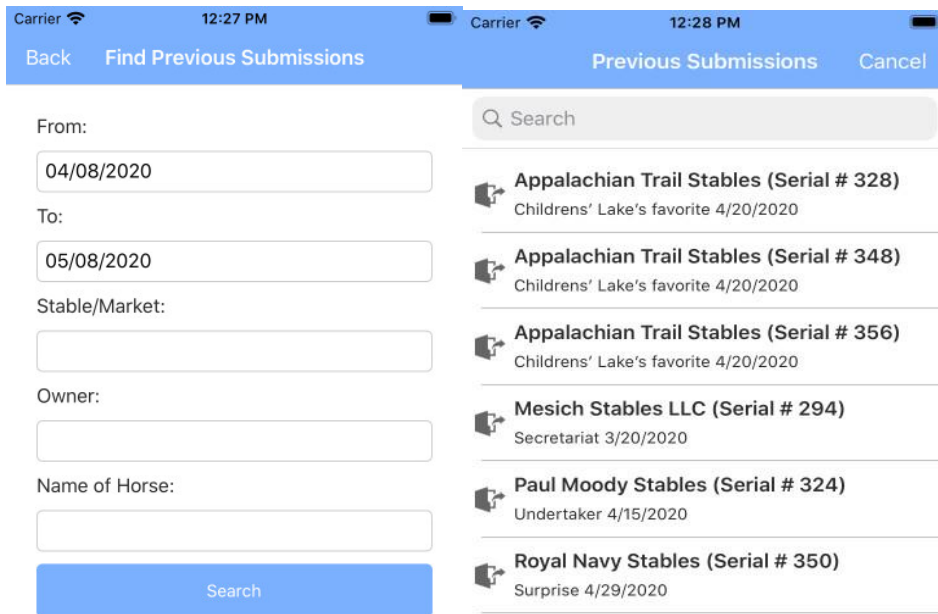 Carrier 12:27 PM
Back Find Previous Submissions
From:
04/08/2020
To:
05/08/2020
Stable/Market:
Owner:
Name of Horse:
Search
Carrier 12:28 PM
Previous Submissions Cancel
Search
Appalachian Trail Stables (Serial # 328)
Childrens’ Lake’s favorite 4/20/2020
Appalachian Trail Stables (Serial # 348)
Childrens’ Lake’s favorite 4/20/2020
Appalachian Trail Stables (Serial # 356)
Childrens’ Lake’s favorite 4/20/2020
Mesich Stables LLC (Serial # 294)
Secretariat 3/20/2020
Paul Moody Stables (Serial # 324)
Undertaker 4/15/2020
Royal Navy Stables (Serial # 350)
Surprise 4/29/2020